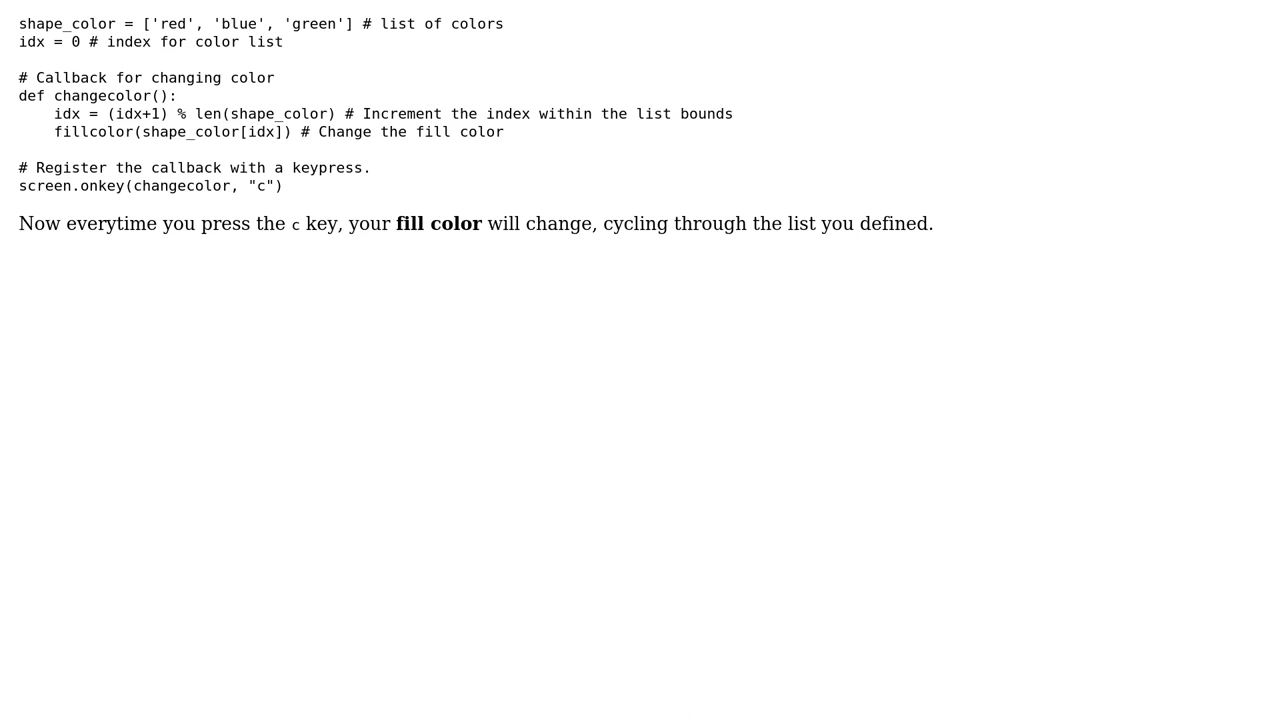 shape_color = ['red', 'blue', 'green'] # list of colors
idx = 0 # index for color list

# Callback for changing color
def changecolor():
    idx = (idx+1) % len(shape_color) # Increment the index within the list bounds
    fillcolor(shape_color[idx]) # Change the fill color

# Register the callback with a keypress.
screen.onkey(changecolor, "c")

Now everytime you press the c key, your fill color will change, cycling through the list you defined.